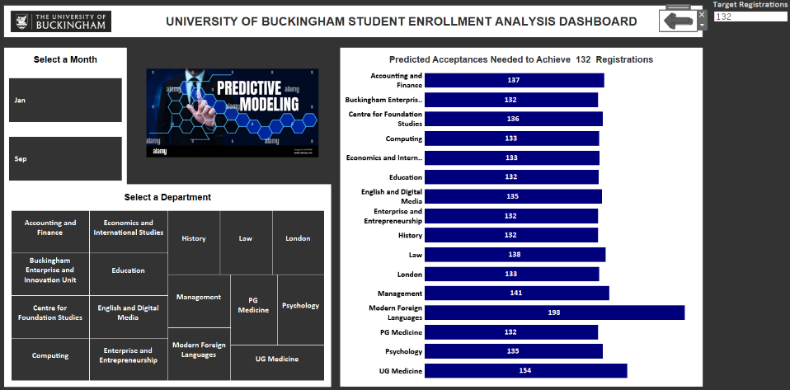 THE UNIVERSITY OF
BUCKINGHAM
UNIVERSITY OF BUCKINGHAM STUDENT ENROLLMENT ANALYSIS DASHBOARD
Target Registrations
132
Select a Month
Jan
Sep
PREDICTIVE
MODELING
alamy
alamy
alamy
alamy
alamy
Select a Department
Accounting and
Finance
Economics and
International Studies
History
Law
London
Buckingham
Enterprise and
Innovation Unit
Education
Centre for
Foundation Studies
English and Digital
Media
Management
PG
Medicine
Psychology
Computing
Enterprise and
Entrepreneurship
Modern Foreign
Languages
UG Medicine
Predicted Acceptances Needed to Achieve 132 Registrations
Accounting and
Finance
137
Buckingham Enterpris..
132
Centre for Foundation
Studies
136
Computing
133
Economics and Intern..
133
Education
132
English and Digital
Media
135
Enterprise and
Entrepreneurship
132
History
132
Law
138
London
133
Management
141
Modern Foreign
Languages
198
PG Medicine
132
Psychology
135
UG Medicine
154